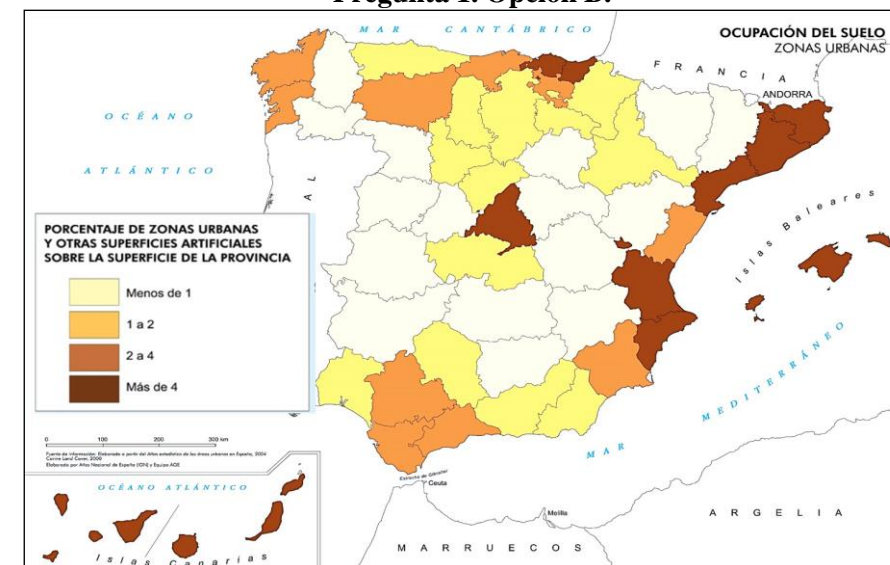 Pregunta 1. Opción B.
MAR CANTÁBRICO
OCUPACIÓN DEL SUELO
ZONAS URBANAS
FRANCIA
ANDORRA
OCÉANO
ATLÁNTICO
AL
Islas Baleares
PORCENTAJE DE ZONAS URBANAS
Y OTRAS SUPERFICIES ARTIFICIALES
SOBRE LA SUPERFICIE DE LA PROVINCIA
Menos de 1
1 a 2
2 a 4
Más de 4
MAR MEDITERRÁNEO
0 100 200 300 km
Estrecho de Gibraltar
Ceuta
Melilla
OCÉANO ATLÁNTICO
Islas Canarias
MARRUECOS
ARGELIA